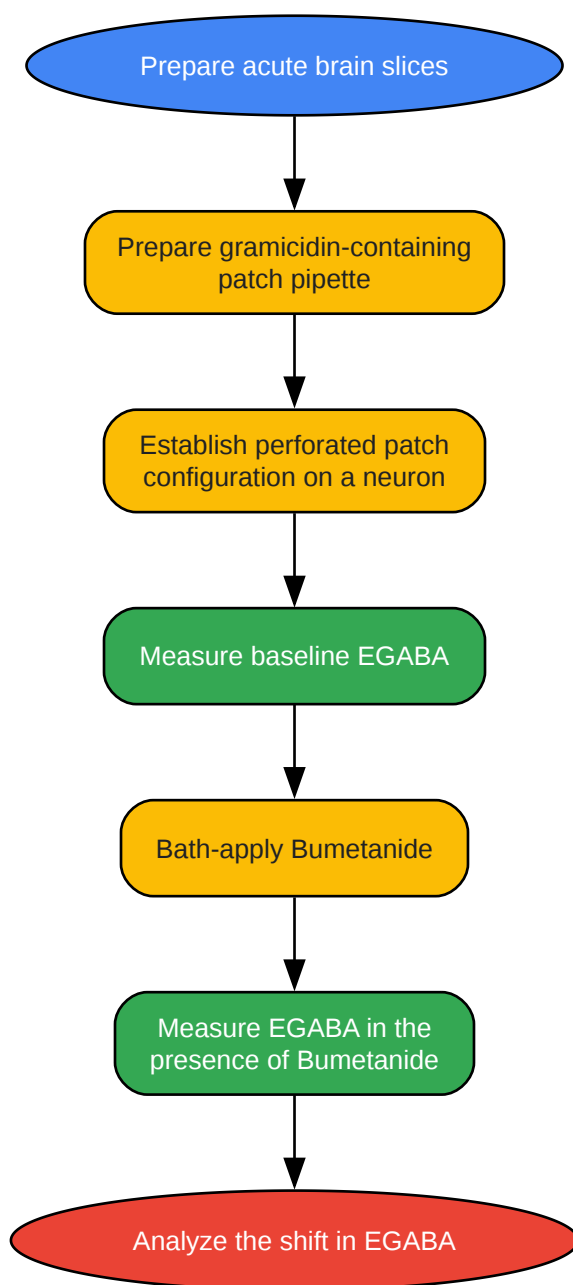 Prepare acute brain slices
Prepare gramicidin-containing
patch pipette
Establish perforated patch
configuration on a neuron
Measure baseline EGABA
Bath-apply Bumetanide
Measure EGABA in the
presence of Bumetanide
Analyze the shift in EGABA